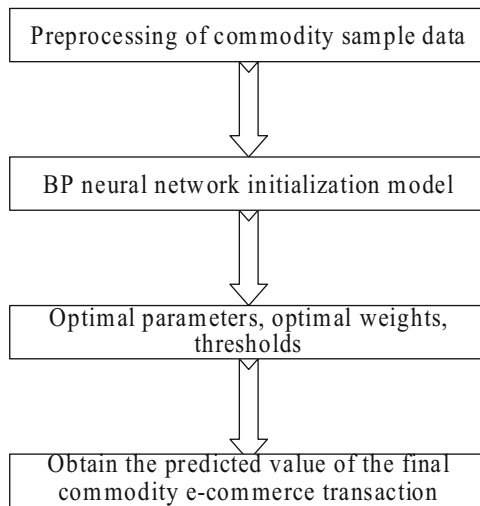 Preprocessing of commodity sample data
BP neural network initialization model
Optimal parameters, optimal weights,
thresholds
Obtain the predicted value of the final
commodity e-commerce transaction